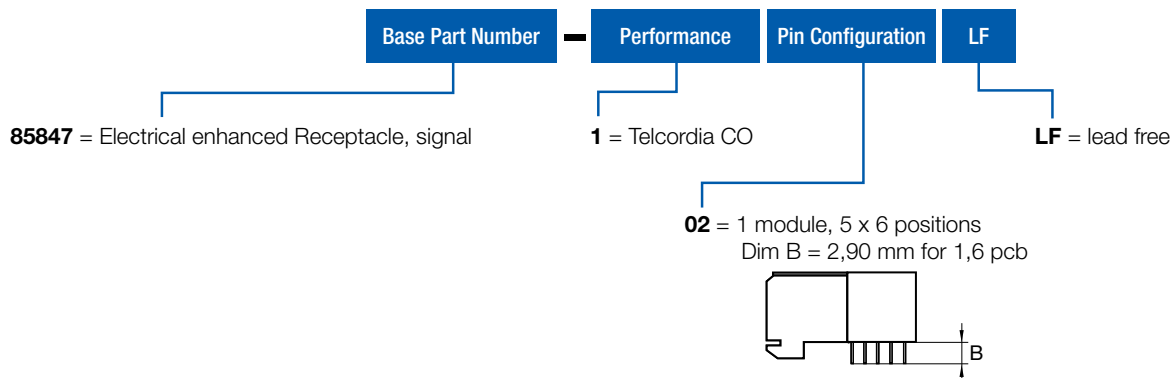 Base Part Number – Performance Pin Configuration LF
85847 = Electrical enhanced Receptacle, signal
1 = Telcordia CO
LF = lead free
02 = 1 module, 5 x 6 positions
Dim B = 2,90 mm for 1,6 pcb
B